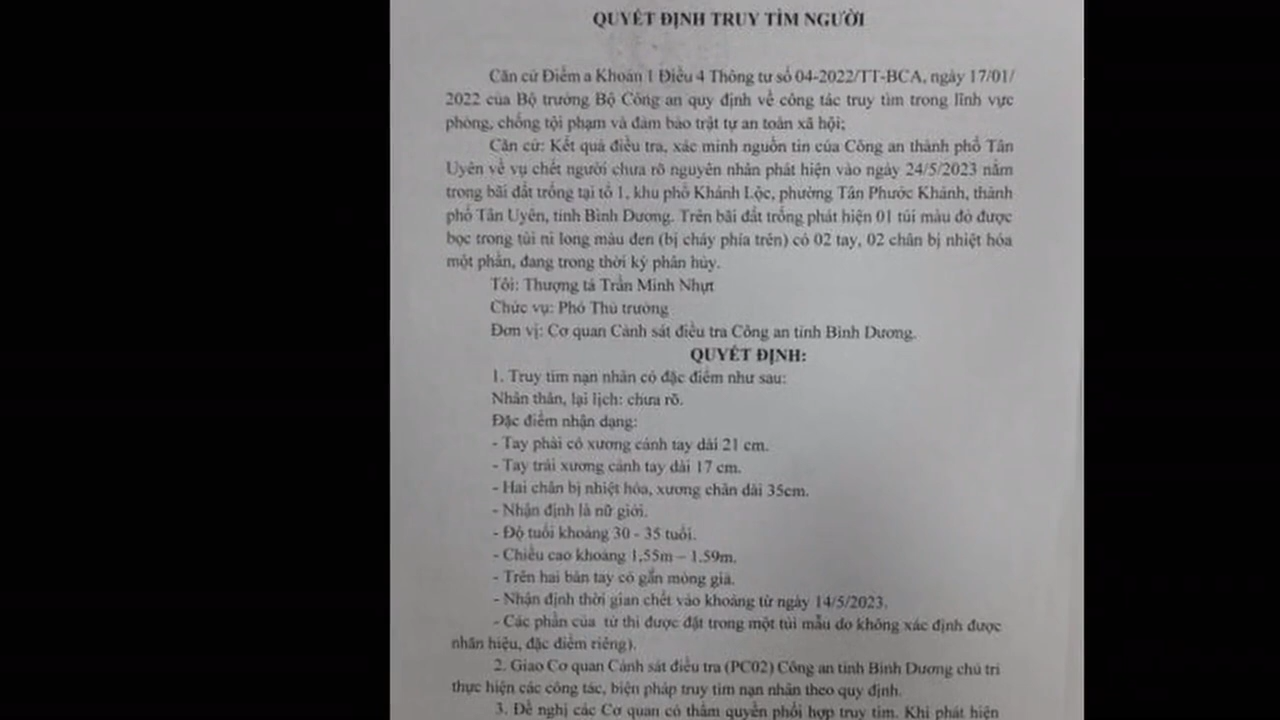 QUYẾT ĐỊNH TRUY TÌM NGƯỜI
Căn cứ Điểm a Khoản 1 Điều 4 Thông tư số 04-2022/TT-BCA, ngày 17/01/
2022 của Bộ trưởng Bộ Công an quy định về công tác truy tìm trong lĩnh vực
phòng, chống tội phạm và đảm bảo trật tự an toàn xã hội;
Căn cứ: Kết quả điều tra, xác minh nguồn tin của Công an thành phố Tân
Uyên về vụ chết người chưa rõ nguyên nhân phát hiện vào ngày 24/5/2023 nằm
trong bãi đất trống tại tổ 1, khu phố Khánh Lộc, phường Tân Phước Khánh, thành
phố Tân Uyên, tỉnh Bình Dương. Trên bãi đất trống phát hiện 01 túi màu đỏ được
bọc trong túi ni long màu đen (bị cháy phía trên) có 02 tay, 02 chân bị nhiệt hóa
một phần, đang trong thời kỳ phân hủy.
Tôi: Thượng tá Trần Minh Nhựt
Chức vụ: Phó Thủ trưởng
Đơn vị: Cơ quan Cảnh sát điều tra Công an tỉnh Bình Dương.
QUYẾT ĐỊNH:
1. Truy tìm nạn nhân có đặc điểm như sau:
Nhân thân, lại lịch: chưa rõ.
Đặc điểm nhận dạng:
- Tay phải có xương cánh tay dài 21 cm.
- Tay trái xương cánh tay dài 17 cm.
- Hai chân bị nhiệt hóa, xương chân dài 35cm.
- Nhận định là nữ giới.
- Độ tuổi khoảng 30 - 35 tuổi.
- Chiều cao khoảng 1,55m – 1.59m.
- Trên hai bàn tay có gắn móng giả.
- Nhận định thời gian chết vào khoảng từ ngày 14/5/2023.
- Các phần của tử thi được đặt trong một túi mẫu do không xác định được
nhãn hiệu, đặc điểm riêng).
2. Giao Cơ quan Cảnh sát điều tra (PC02) Công an tỉnh Bình Dương chủ trì
thực hiện các công tác, biện pháp truy tìm nạn nhân theo quy định.
3. Đề nghị các Cơ quan có thẩm quyền phối hợp truy tìm. Khi phát hiện